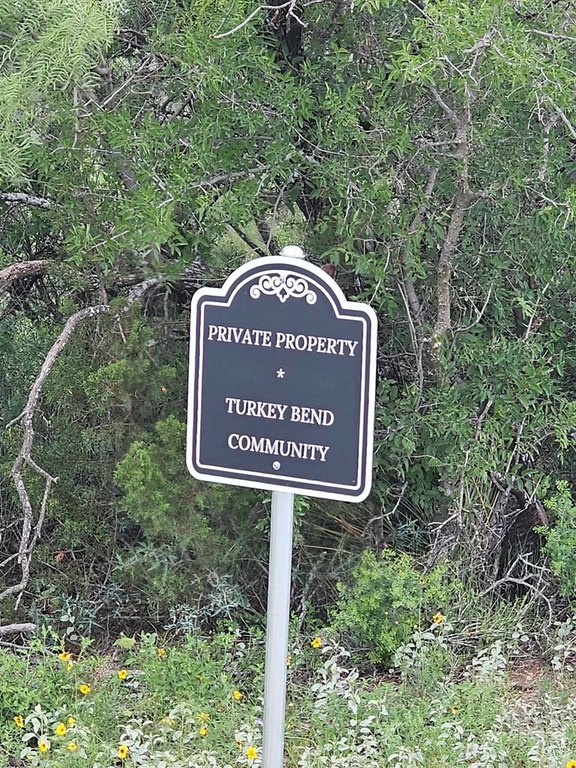 PRIVATE PROPERTY
*
TURKEY BEND
COMMUNITY